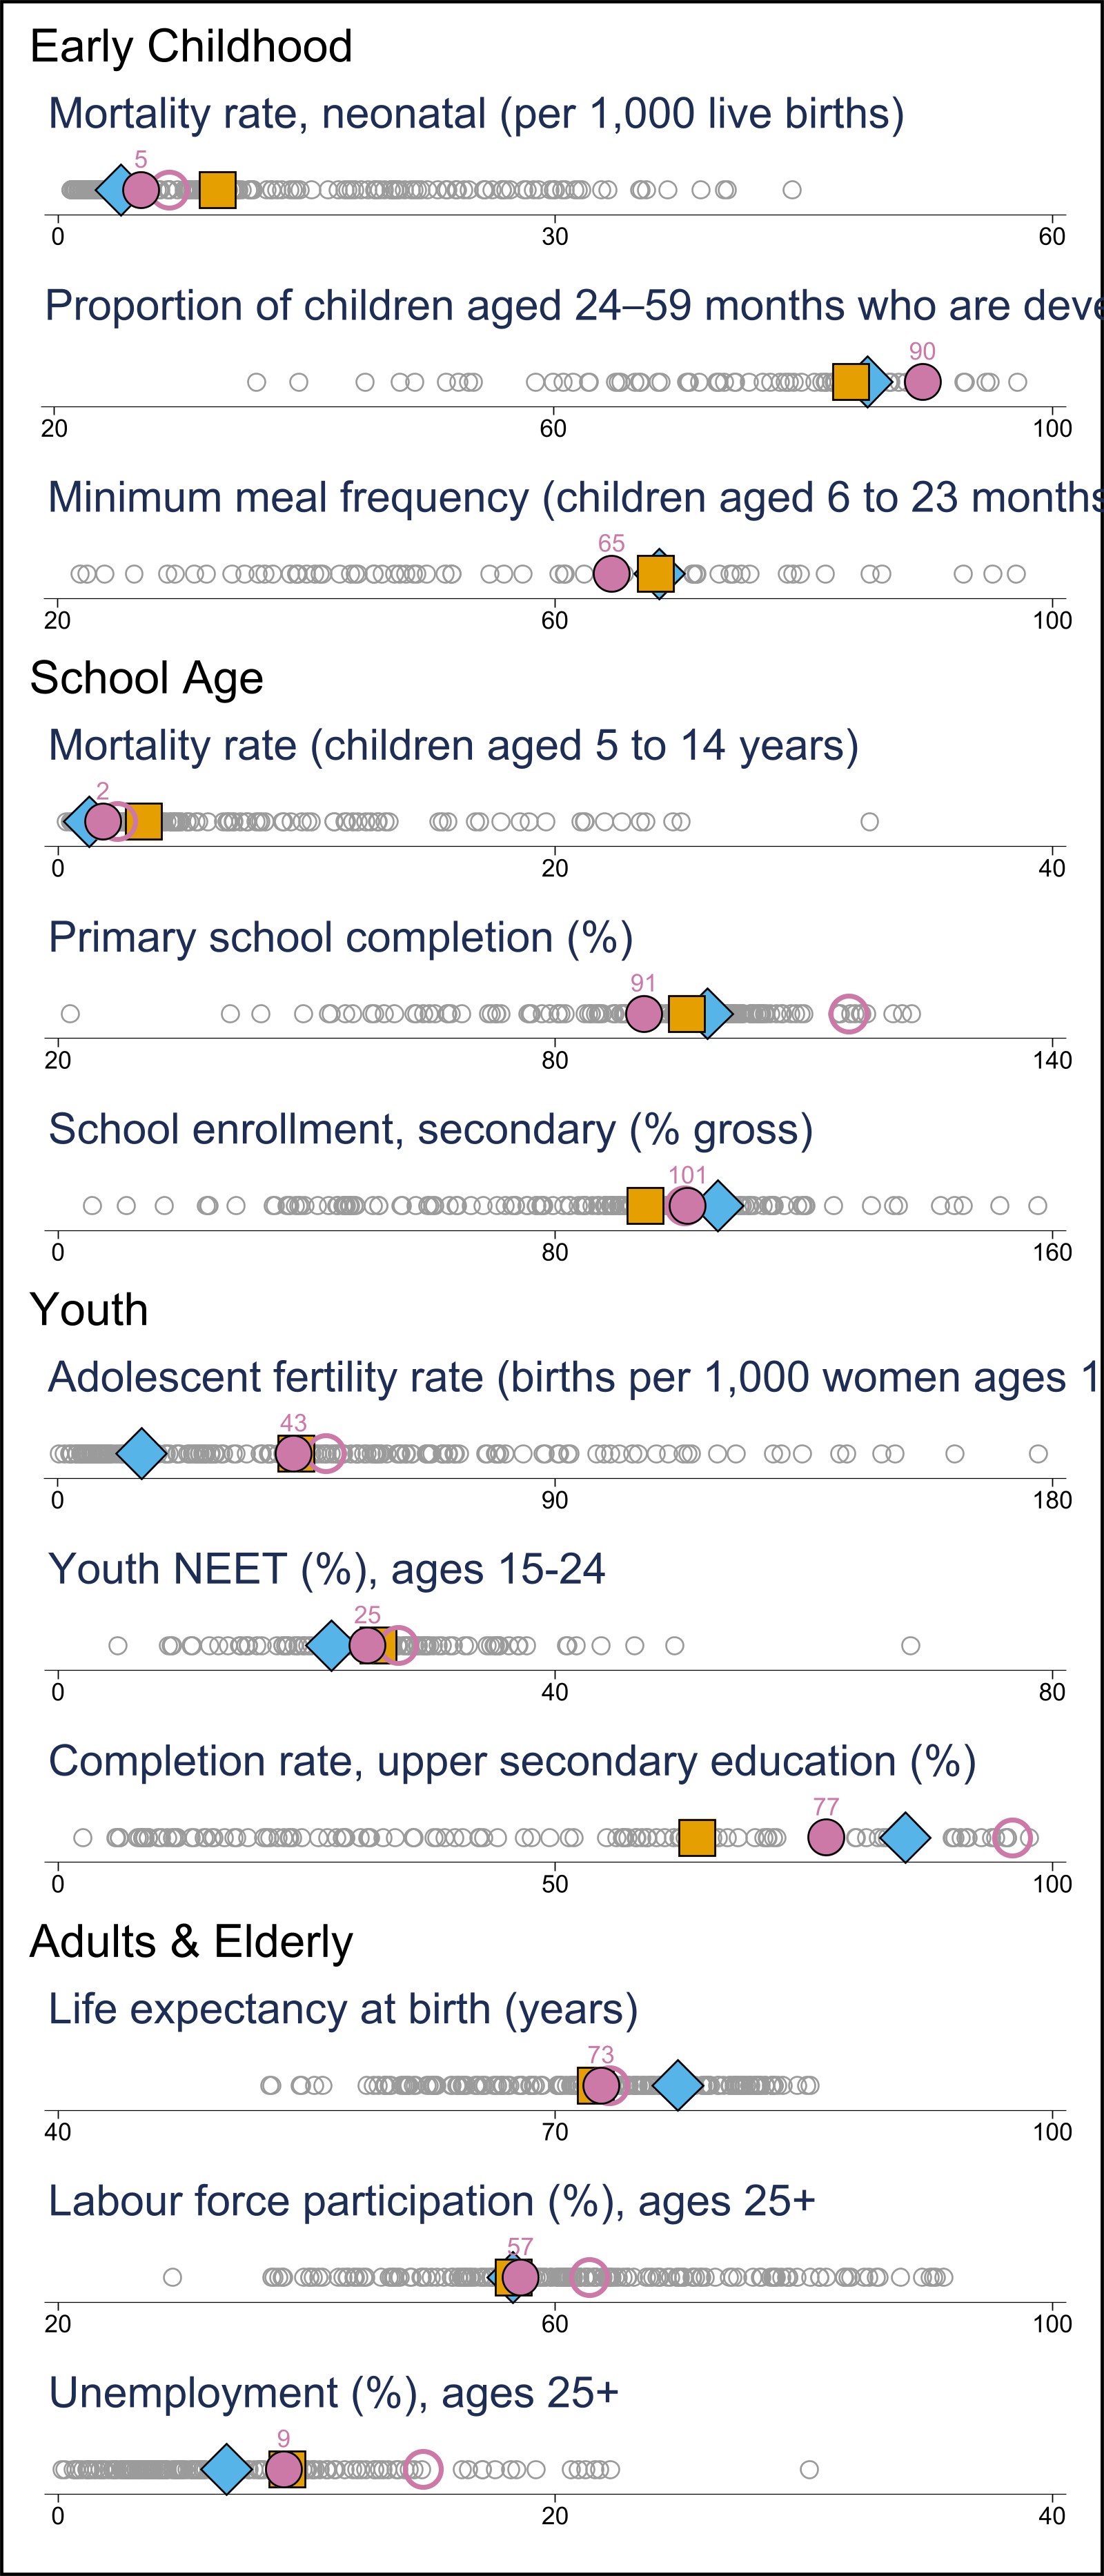 Early Childhood
Mortality rate, neonatal (per 1,000 live births)
5
0 30 60
Proportion of children aged 24–59 months who are deve
90
20 60 100
Minimum meal frequency (children aged 6 to 23 months
65
20 60 100
School Age
Mortality rate (children aged 5 to 14 years)
2
0 20 40
Primary school completion (%)
91
20 80 140
School enrollment, secondary (% gross)
101
0 80 160
Youth
Adolescent fertility rate (births per 1,000 women ages 1
43
0 90 180
Youth NEET (%), ages 15-24
25
0 40 80
Completion rate, upper secondary education (%)
77
0 50 100
Adults & Elderly
Life expectancy at birth (years)
73
40 70 100
Labour force participation (%), ages 25+
57
20 60 100
Unemployment (%), ages 25+
9
0 20 40